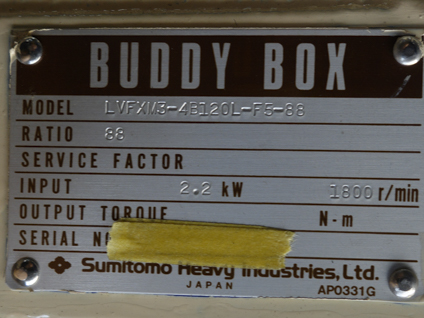 BUDDY BOX
MODEL LVFXM3-4B120L-F5-88
RATIO 88
SERVICE FACTOR
INPUT 2.2 kW 1800 r/min
OUTPUT TORQUE N-m
SERIAL
Sumitomo Heavy Industries, Ltd.
JAPAN AP0331G